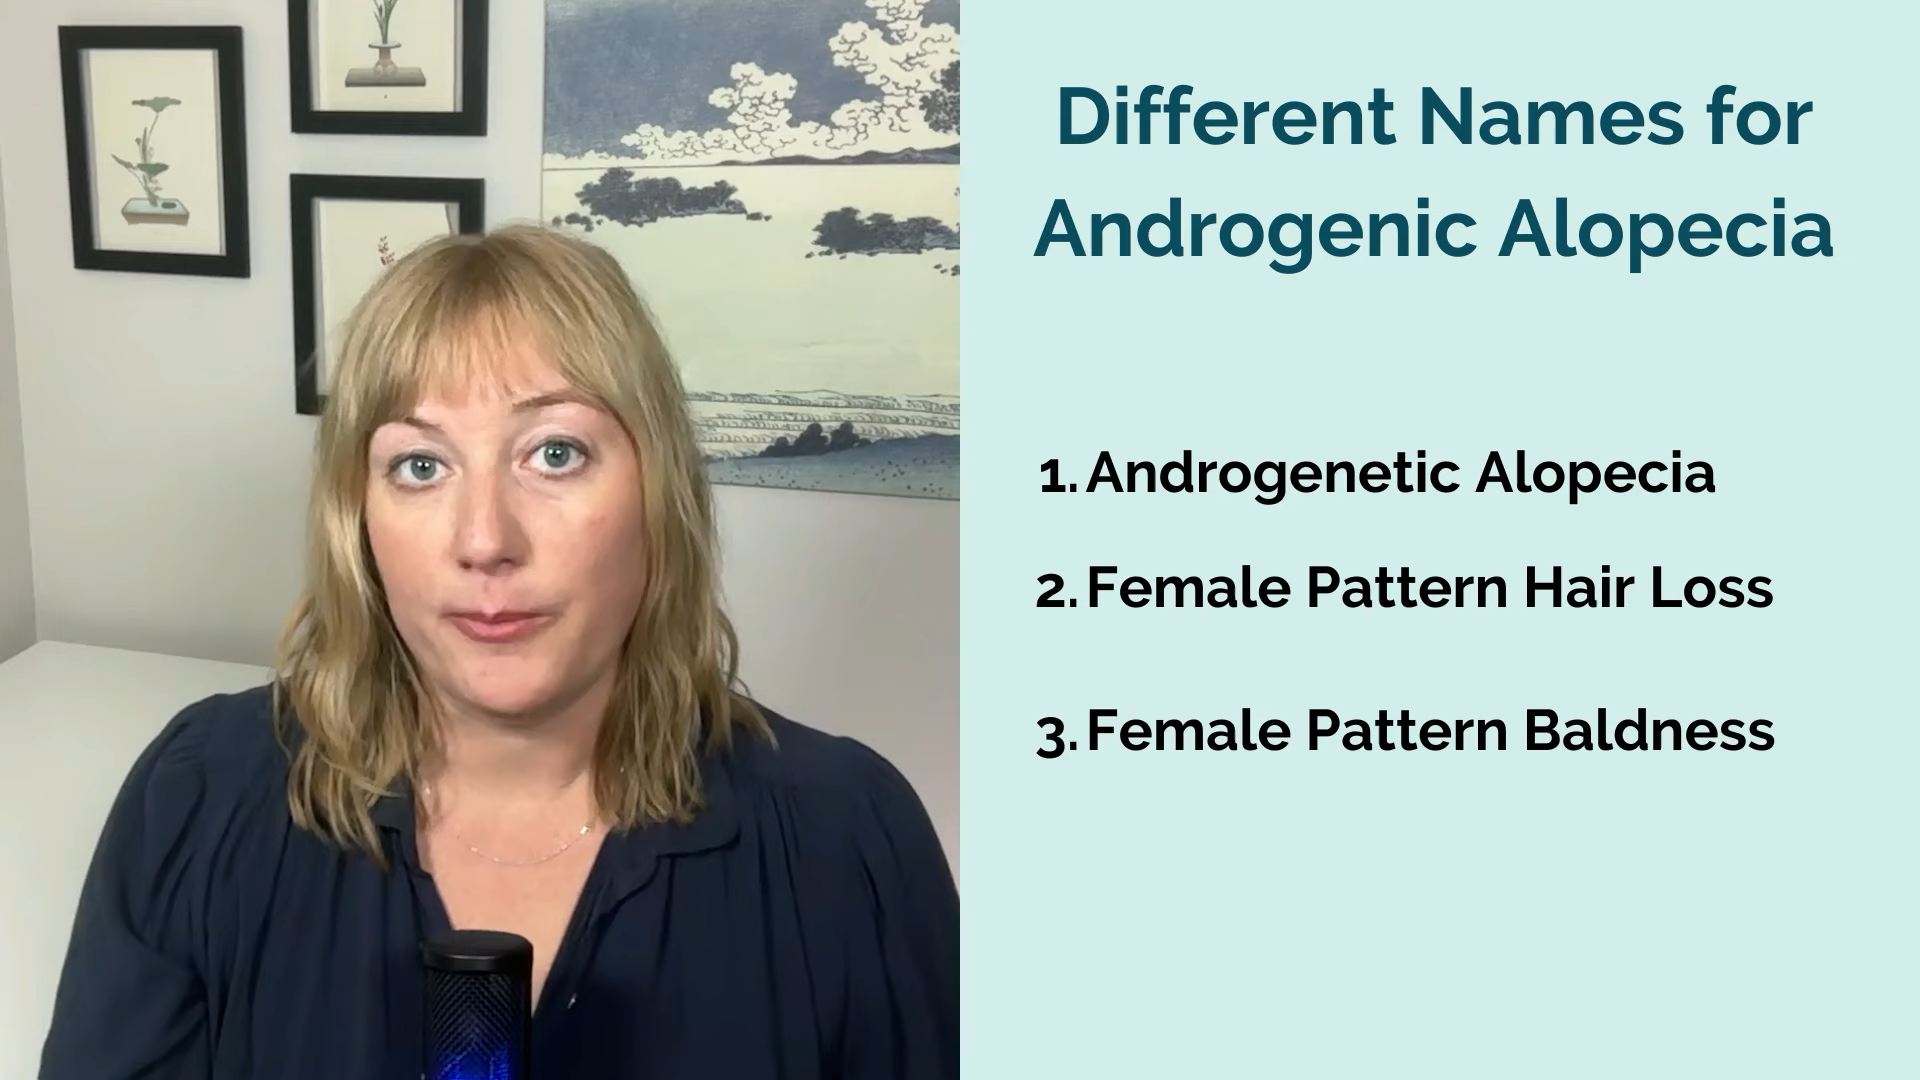 Different Names for
Androgenic Alopecia
1. Androgenetic Alopecia
2. Female Pattern Hair Loss
3. Female Pattern Baldness